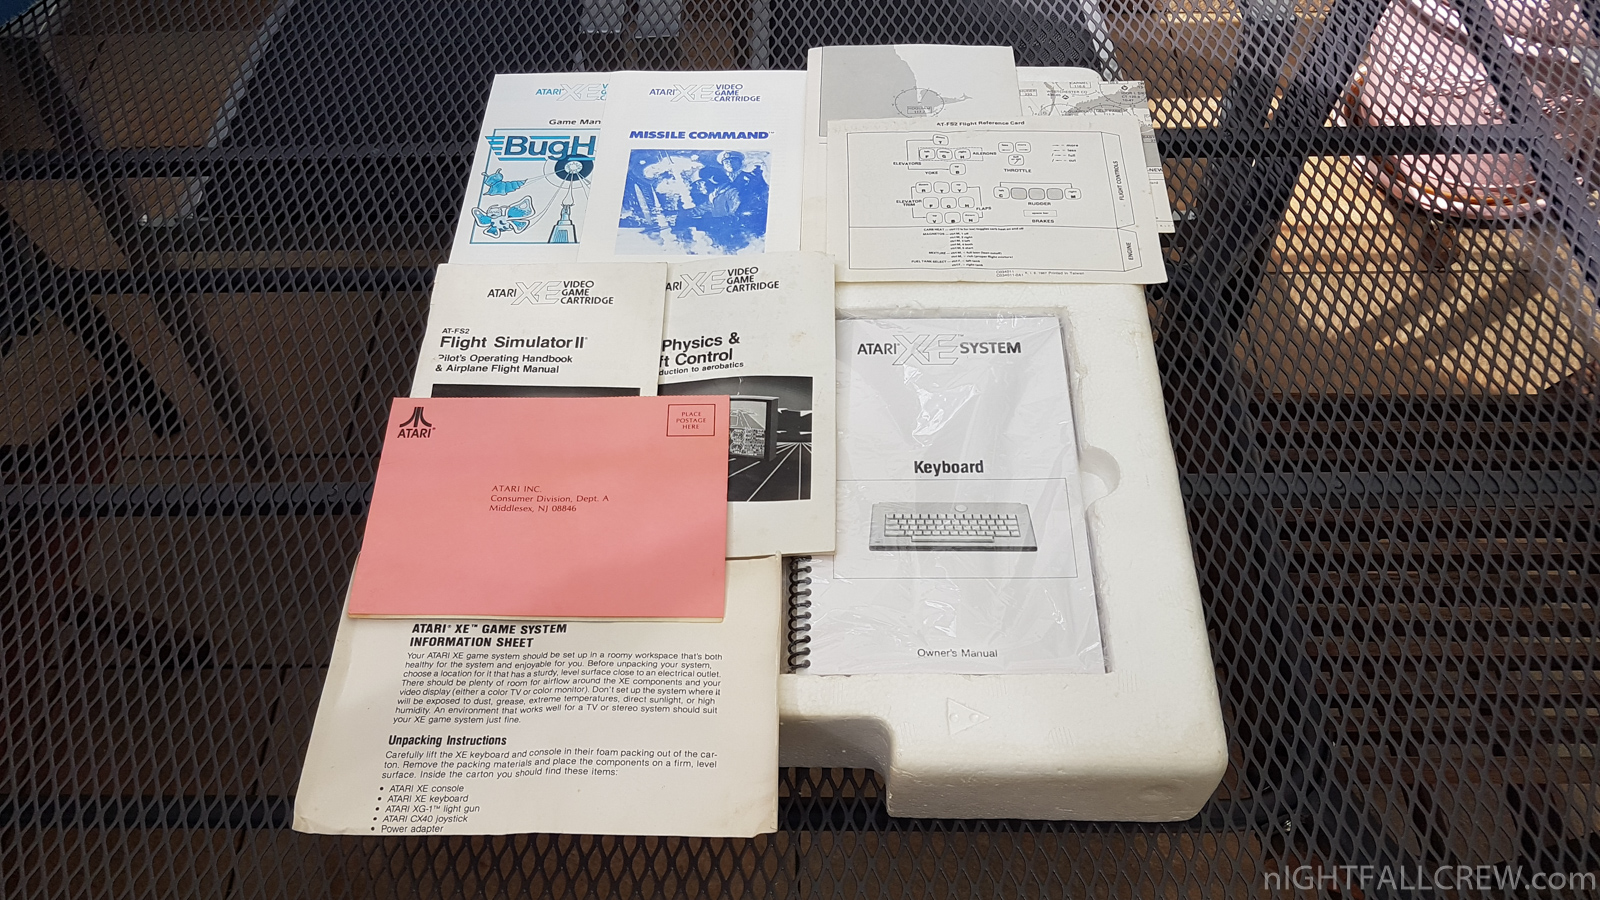 ATARI XE VIDEO
GAME
CARTRIDGE
Game Man
BugH
ATARI XE VIDEO
GAME
CARTRIDGE
MISSILE COMMAND™
AT-FS2 Flight Reference Card
ELEVATORS
AILERONS
YOKE
THROTTLE
ELEVATOR
TRIM
FLAPS
RUDDER
BRAKES
FLIGHT CONTROLS
ENGINE
ATARI XE VIDEO
GAME
CARTRIDGE
AT-FS2
Flight Simulator II
Pilot's Operating Handbook
& Airplane Flight Manual
ARI XE VIDEO
GAME
CARTRIDGE
Physics &
ft Control
duction to aerobatics
ATARI®
PLACE
POSTAGE
HERE
ATARI INC.
Consumer Division, Dept. A
Middlesex, NJ 08846
ATARI XE™ SYSTEM
Keyboard
Owner's Manual
ATARI® XE™ GAME SYSTEM
INFORMATION SHEET
Your ATARI XE game system should be set up in a roomy workspace that's both
healthy for the system and enjoyable for you. Before unpacking your system,
choose a location for it that has a sturdy, level surface close to an electrical outlet.
There should be plenty of room for airflow around the XE components and your
video display (either a color TV or color monitor). Don't set up the system where it
will be exposed to dust, grease, extreme temperatures, direct sunlight, or high
humidity. An environment that works well for a TV or stereo system should suit
your XE game system just fine.
Unpacking Instructions
Carefully lift the XE keyboard and console in their foam packing out of the car-
ton. Remove the packing materials and place the components on a firm, level
surface. Inside the carton you should find these items:
• ATARI XE console
• ATARI XE keyboard
• ATARI XG-1™ light gun
• ATARI CX40 joystick
• Power adapter
nIGHTFALLCREW.com